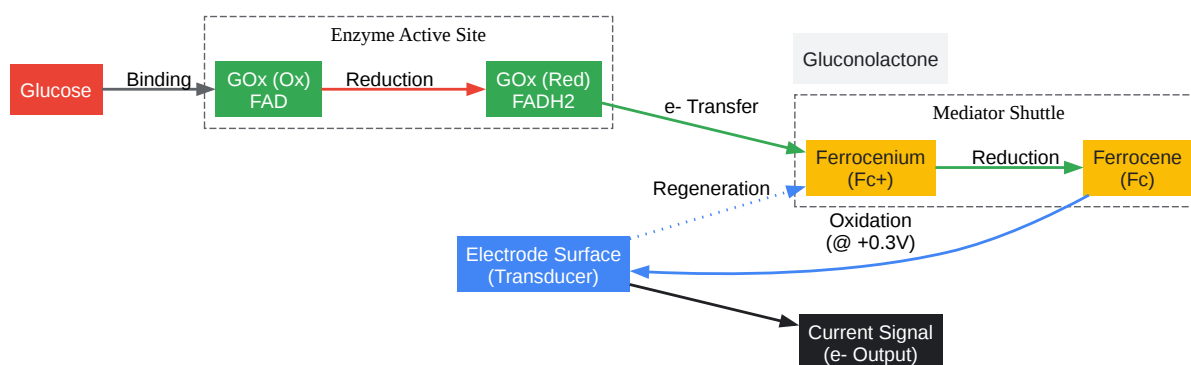 Enzyme Active Site
Gluconolactone
Glucose
Binding
GOx (Ox)
FAD
Reduction
GOx (Red)
FADH2
e- Transfer
Mediator Shuttle
Ferrocenium
(Fc+)
Reduction
Ferrocene
(Fc)
Regeneration
Oxidation
(@ +0.3V)
Electrode Surface
(Transducer)
Current Signal
(e- Output)